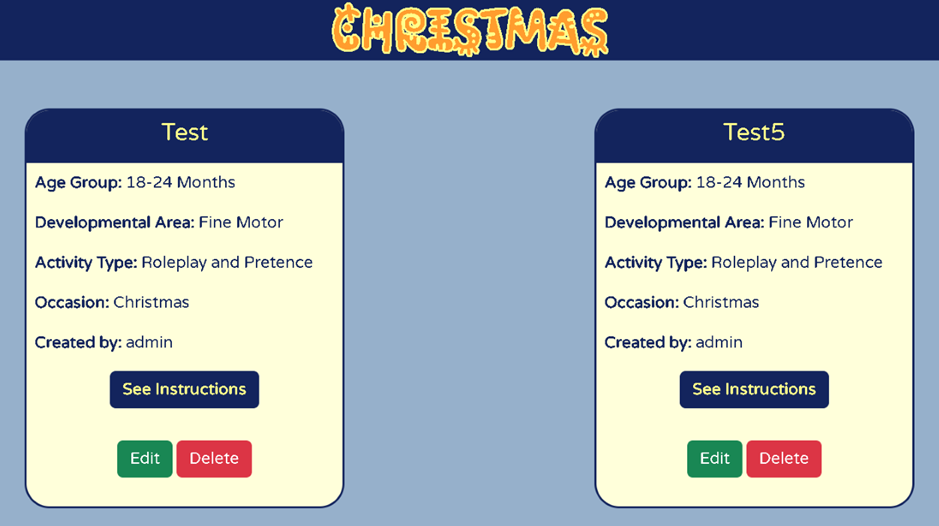 CHRISTMAS
Test
Age Group: 18-24 Months
Developmental Area: Fine Motor
Activity Type: Roleplay and Pretence
Occasion: Christmas
Created by: admin
See Instructions
Edit Delete
Test5
Age Group: 18-24 Months
Developmental Area: Fine Motor
Activity Type: Roleplay and Pretence
Occasion: Christmas
Created by: admin
See Instructions
Edit Delete